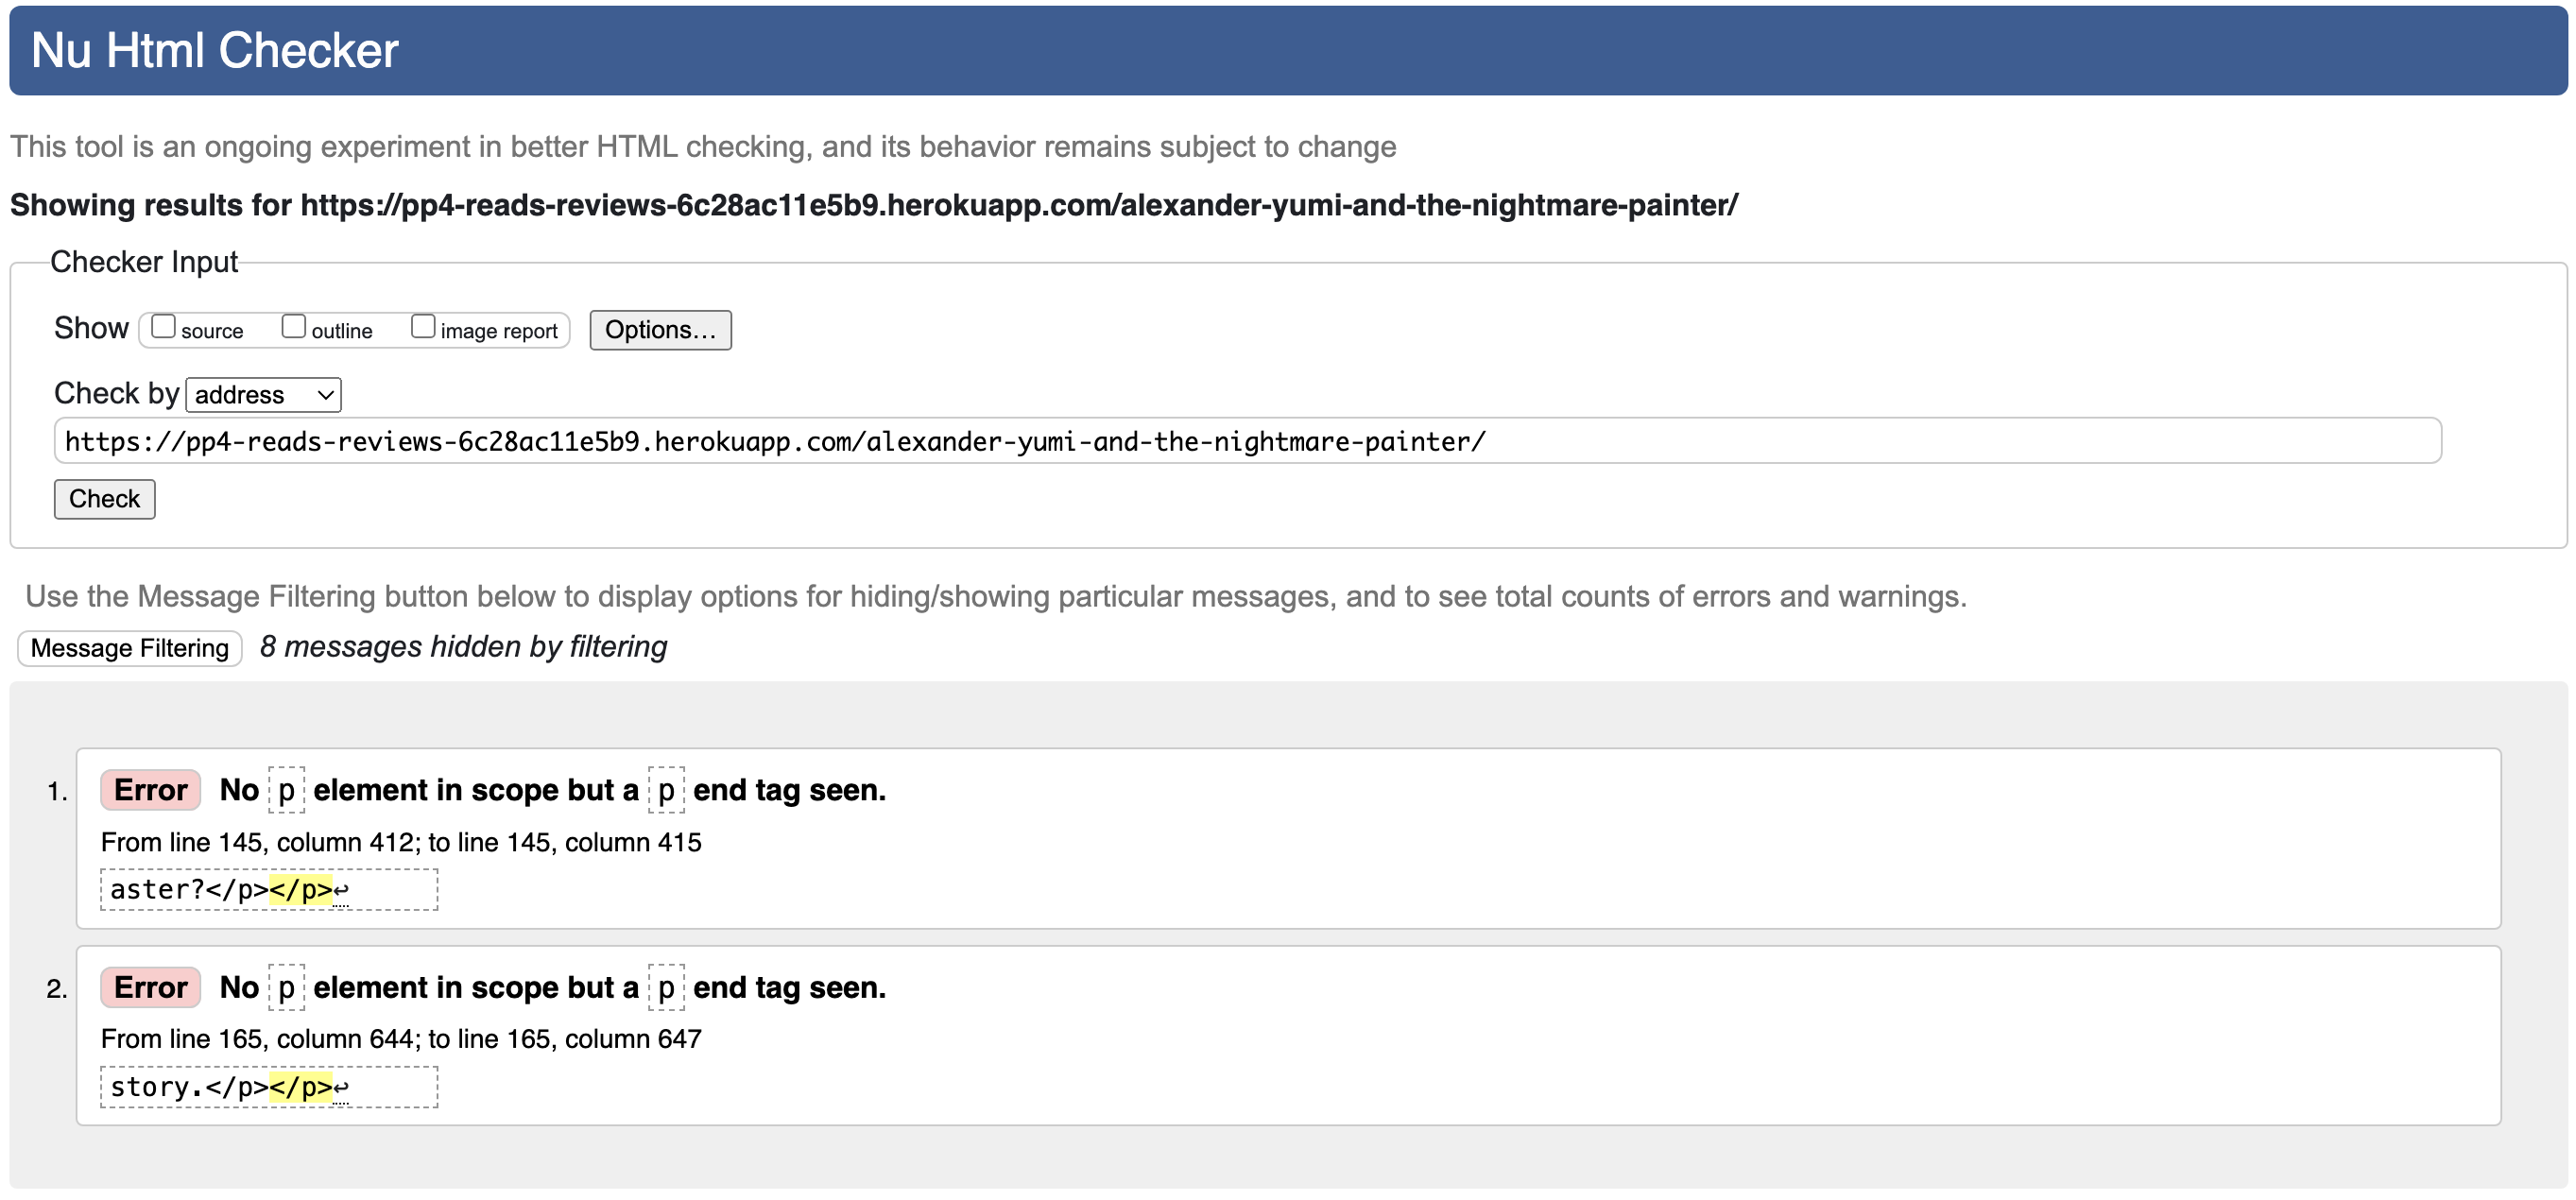 Nu Html Checker
This tool is an ongoing experiment in better HTML checking, and its behavior remains subject to change
Showing results for https://pp4-reads-reviews-6c28ac11e5b9.herokuapp.com/alexander-yumi-and-the-nightmare-painter/
Checker Input
Show source outline image report Options...
Check by address
https://pp4-reads-reviews-6c28ac11e5b9.herokuapp.com/alexander-yumi-and-the-nightmare-painter/
Check
Use the Message Filtering button below to display options for hiding/showing particular messages, and to see total counts of errors and warnings.
Message Filtering 8 messages hidden by filtering
1. Error No p element in scope but a p end tag seen.
From line 145, column 412; to line 145, column 415
aster?</p></p>↩
2. Error No p element in scope but a p end tag seen.
From line 165, column 644; to line 165, column 647
story.</p></p>↩